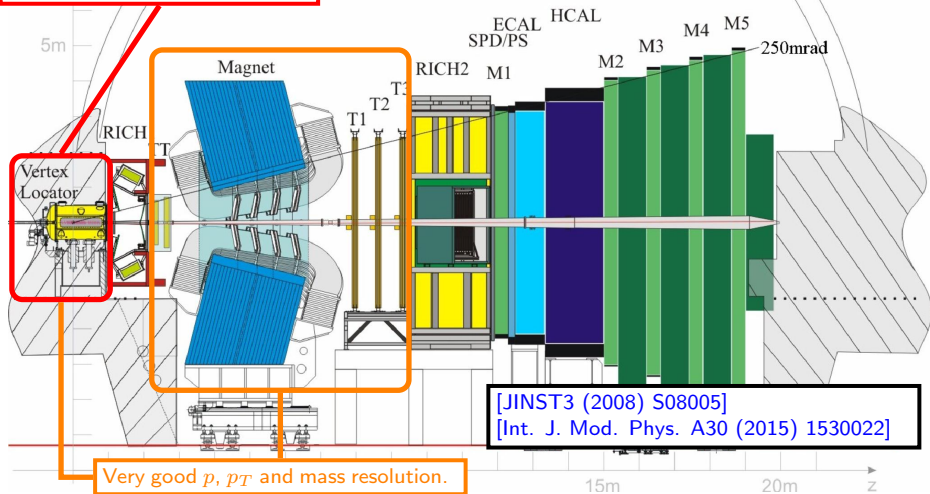 5m
Magnet
ECAL
HCAL
SPD/PS
M1
M2
M3
M4
M5
250mrad
RICH2
T1
T2
T3
RICH
TT
Vertex
Locator
[JINST3 (2008) S08005]
[Int. J. Mod. Phys. A30 (2015) 1530022]
Very good p, pT and mass resolution.
15m
20m
z